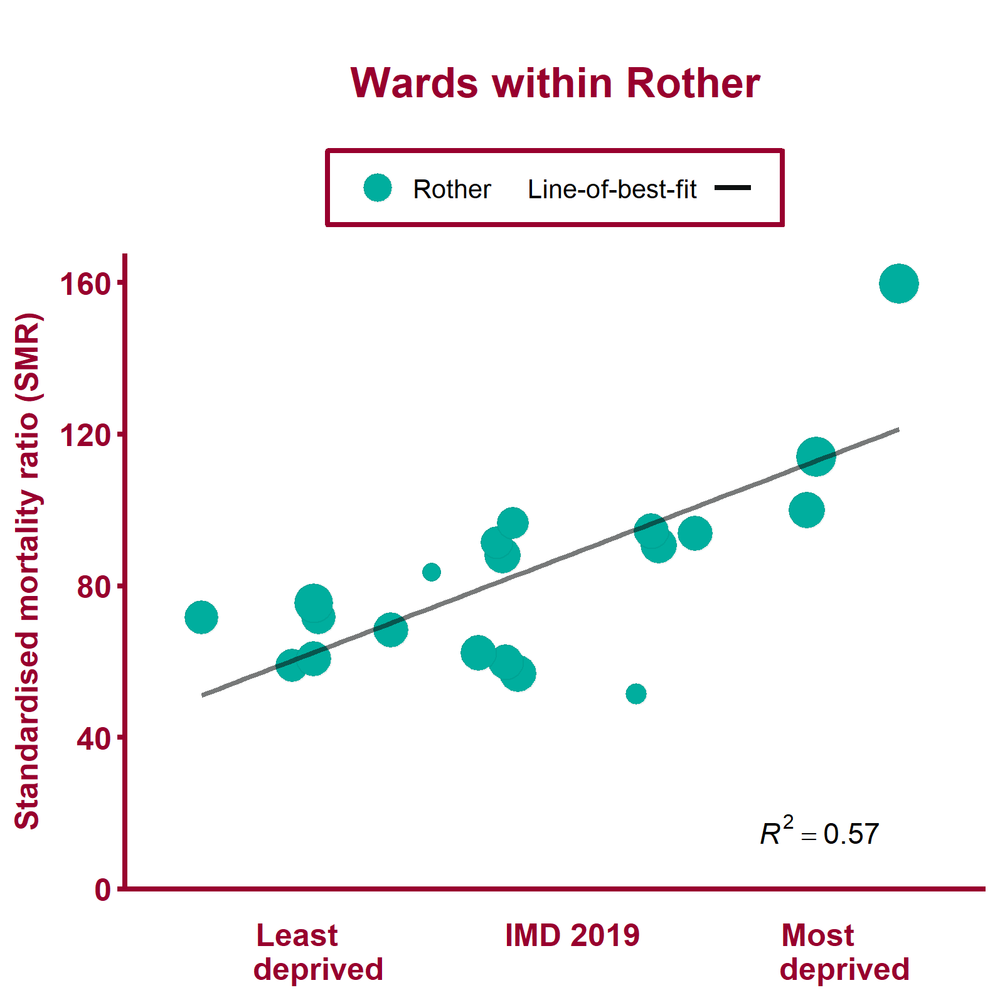 Wards within Rother
Rother Line-of-best-fit
Standardised mortality ratio (SMR)
160
120
80
40
0
R² = 0.57
Least deprived
IMD 2019
Most deprived